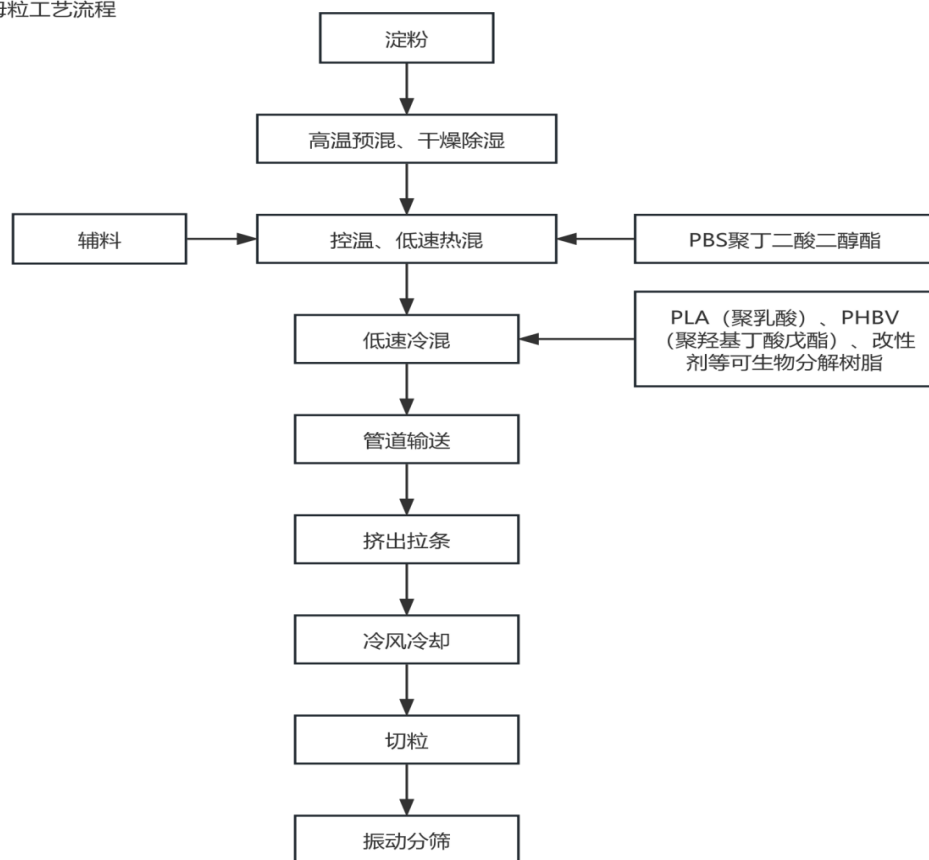 母粒工艺流程
淀粉
高温预混、干燥除湿
辅料
控温、低速热混
PBS聚丁二酸二醇酯
低速冷混
PLA（聚乳酸）、PHBV
（聚羟基丁酸戊酯）、改性
剂等可生物分解树脂
管道输送
挤出拉条
冷风冷却
切粒
振动分筛